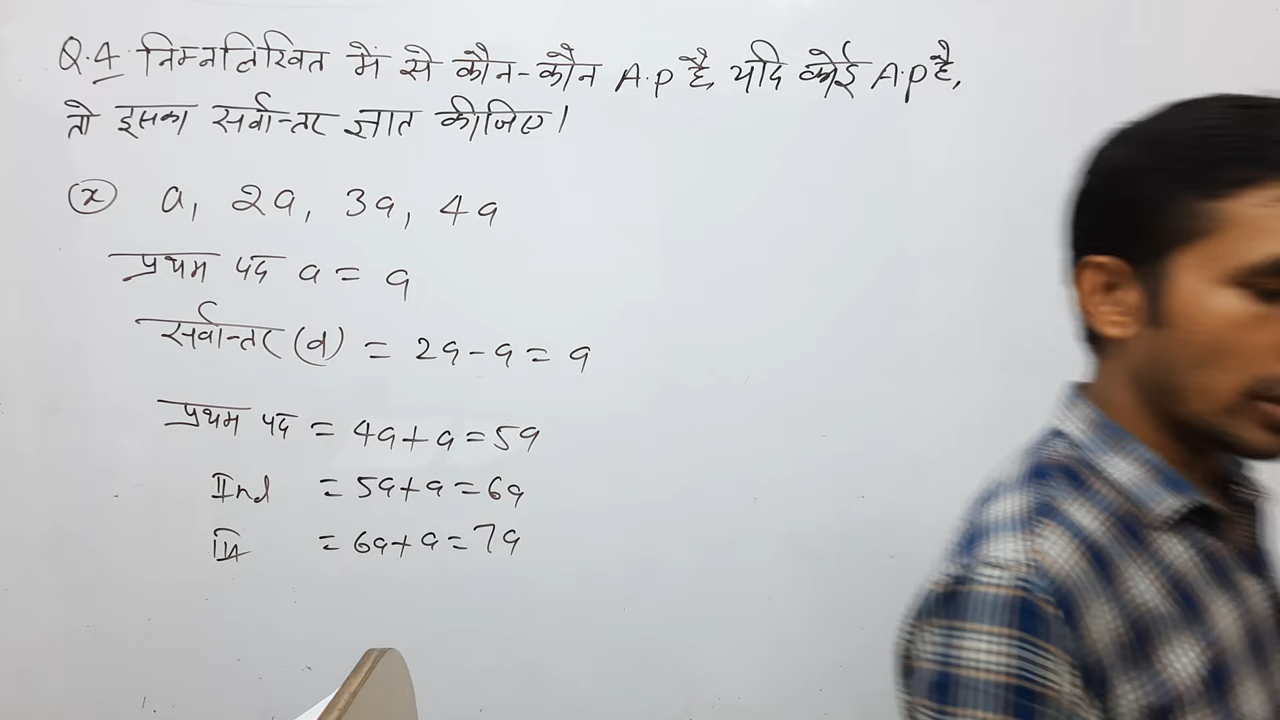 Q.4 निम्नलिखित में से कौन-कौन A.P है, यदि कोई A.P है,
तो इसका सर्वान्तर ज्ञात कीजिए।
(x) a, 2a, 3a, 4a
प्रथम पद a = a
सर्वान्तर (d) = 2a - a = a
प्रथम पद = 4a + a = 5a
IInd = 5a + a = 6a
III = 6a + a = 7a